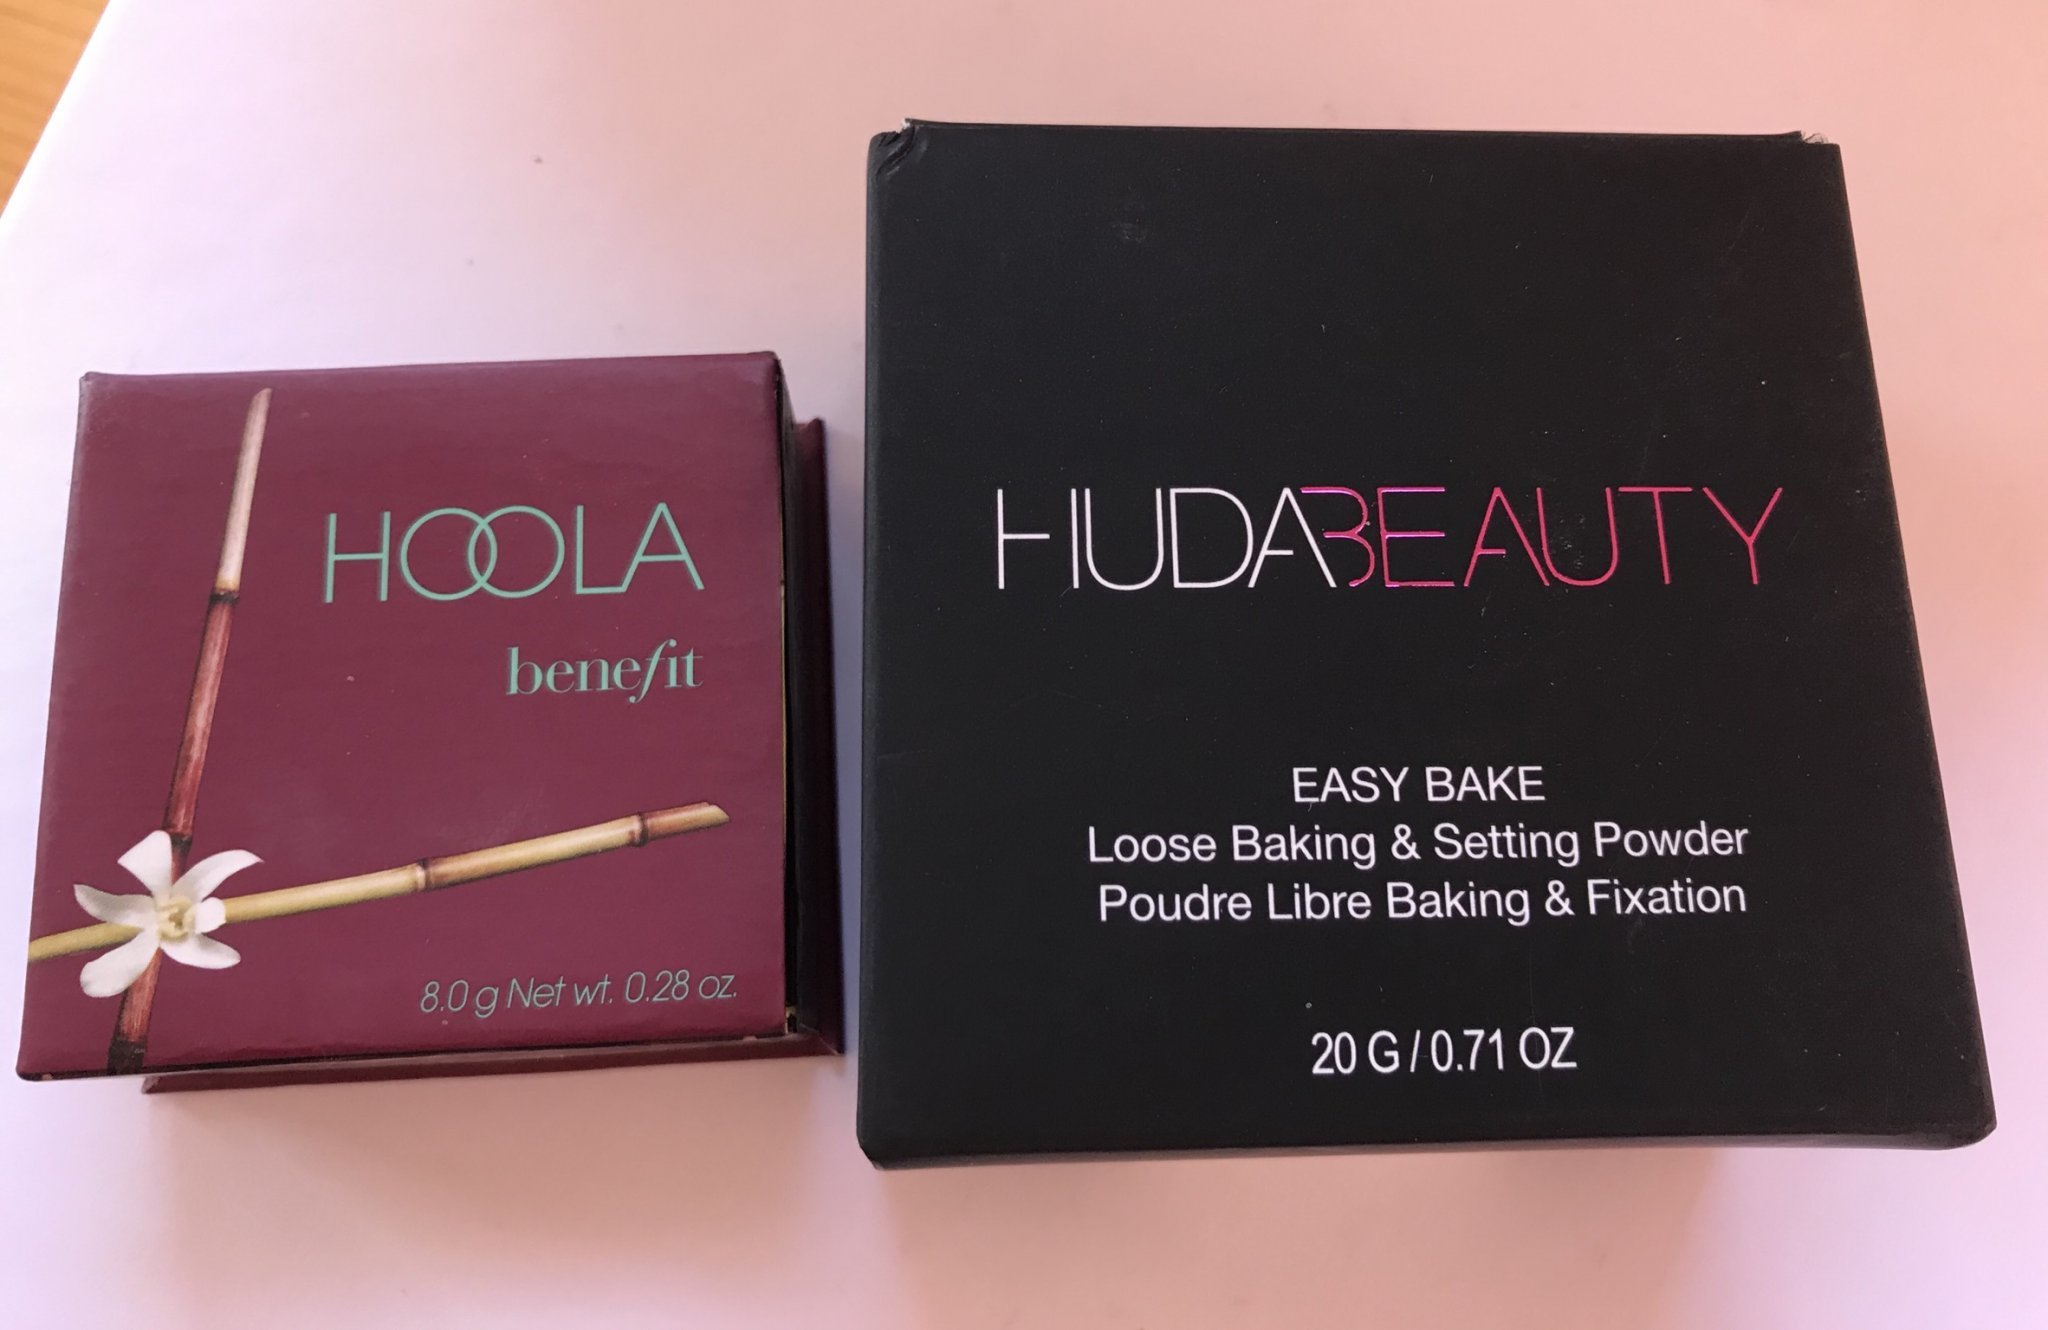 HOOLA
benefit
8.0 g Net wt. 0.28 oz.
HUDABEAUTY
EASY BAKE
Loose Baking & Setting Powder
Poudre Libre Baking & Fixation
20 G / 0.71 OZ